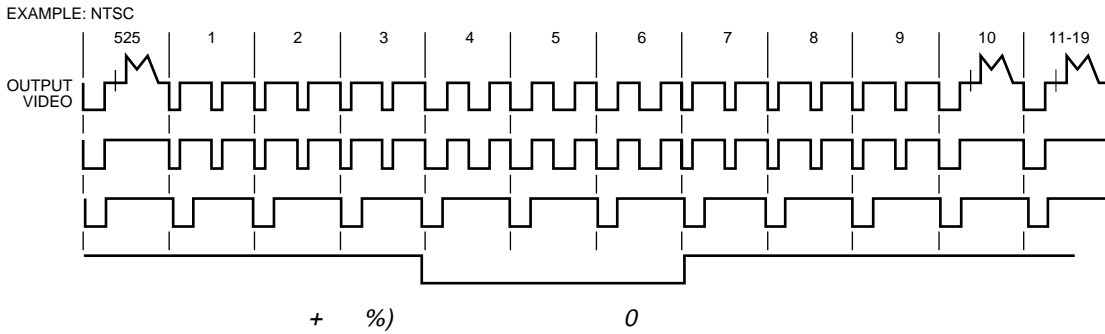 EXAMPLE: NTSC
525 1 2 3 4 5 6 7 8 9 10 11-19
OUTPUT
VIDEO
+ %) 0